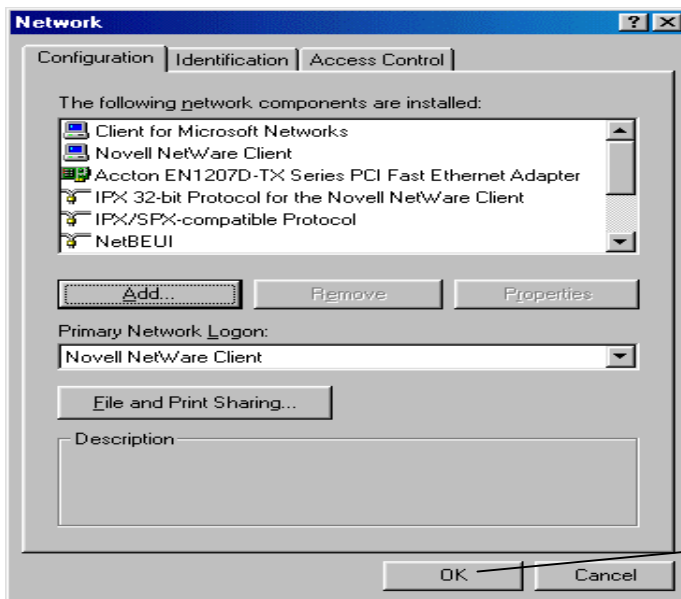 Network
Configuration Identification Access Control
The following network components are installed:
Client for Microsoft Networks
Novell NetWare Client
Accton EN1207D-TX Series PCI Fast Ethernet Adapter
IPX 32-bit Protocol for the Novell NetWare Client
IPX/SPX-compatible Protocol
NetBEUI
Add... Remove Properties
Primary Network Logon:
Novell NetWare Client
File and Print Sharing...
Description
OK Cancel